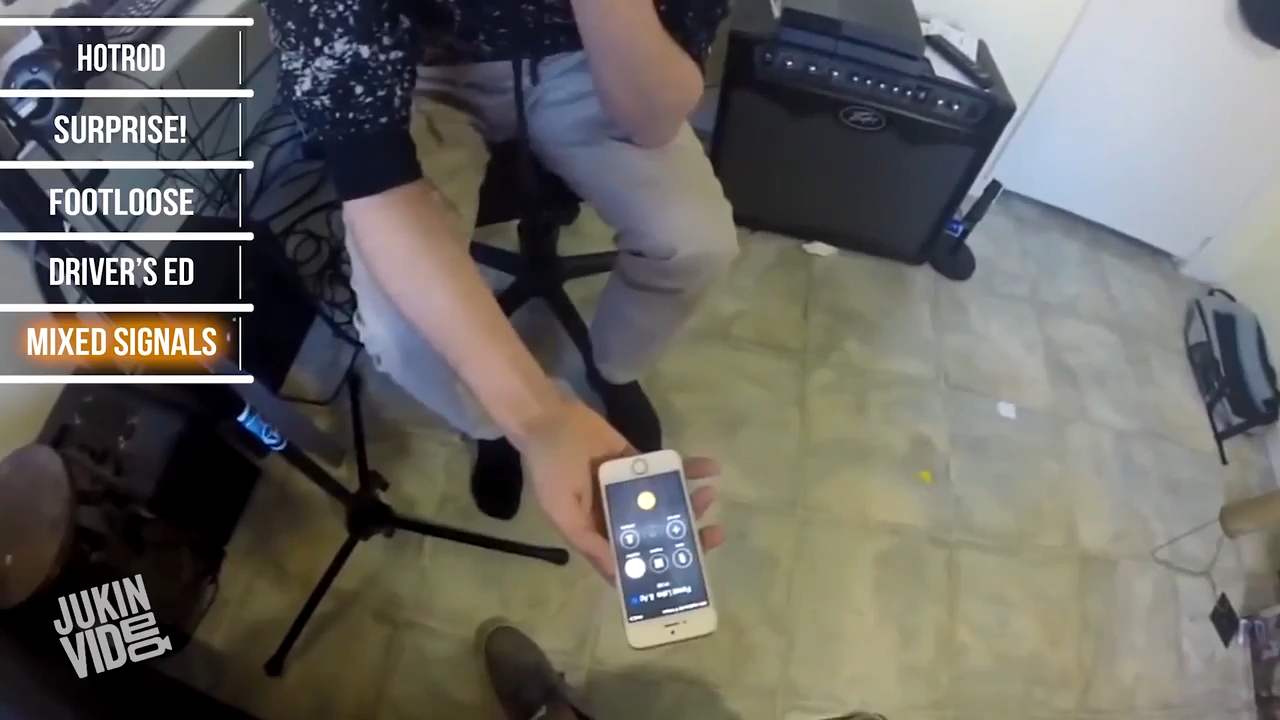 HOTROD
SURPRISE!
FOOTLOOSE
DRIVER'S ED
MIXED SIGNALS
JUKIN
VIDEO